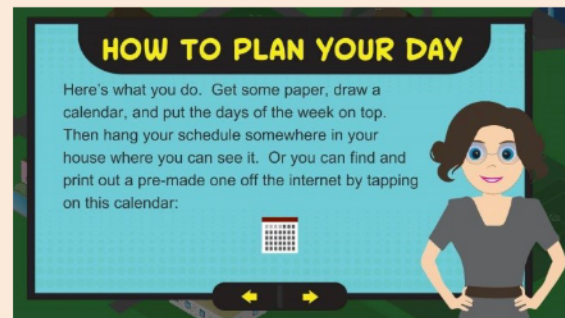 HOW TO PLAN YOUR DAY
Here's what you do.  Get some paper, draw a
calendar, and put the days of the week on top.
Then hang your schedule somewhere in your
house where you can see it.  Or you can find and
print out a pre-made one off the internet by tapping
on this calendar: